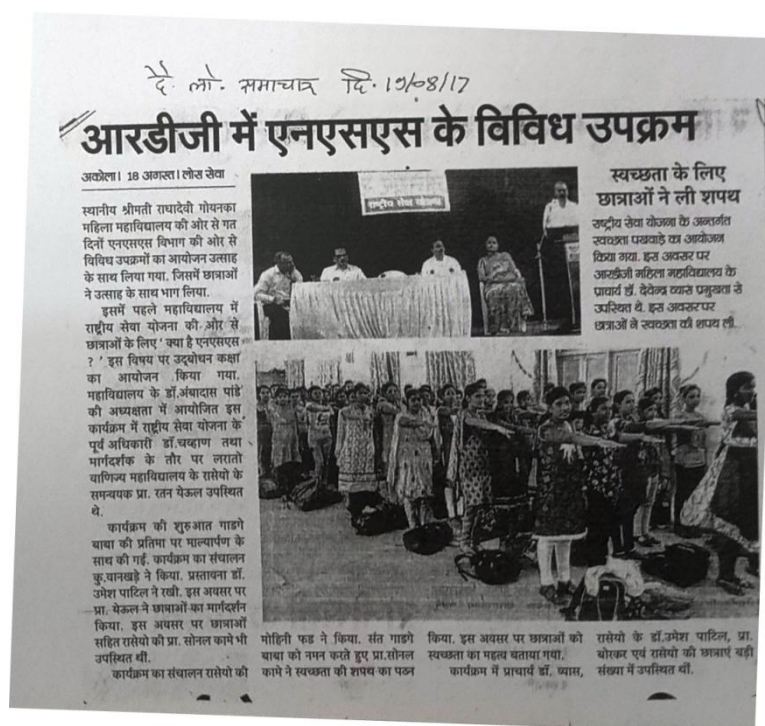 दै. लो. समाचार दि. 19/08/17
आरडीजी में एनएसएस के विविध उपक्रम
अकोला। 18 अगस्त। लोस सेवा
स्थानीय श्रीमती राधादेवी गोयनका
महिला महाविद्यालय की ओर से गत
दिनों एनएसएस विभाग की ओर से
विविध उपक्रमों का आयोजन उत्साह
के साथ लिया गया. जिसमें छात्राओं
ने उत्साह के साथ भाग लिया.
इसमें पहले महाविद्यालय में
राष्ट्रीय सेवा योजना की ओर से
छात्राओं के लिए ' क्या है एनएसएस
? ' इस विषय पर उद्‌बोधन कक्षा
का आयोजन किया गया.
महाविद्यालय के डॉ.अंबादास पांडे
की अध्यक्षता में आयोजित इस
कार्यक्रम में राष्ट्रीय सेवा योजना के
पूर्व अधिकारी डॉ.चव्हाण तथा
मार्गदर्शक के तौर पर लरातो
वाणिज्य महाविद्यालय के रासेयो के
समन्वयक प्रा. रतन येऊल उपस्थित
थे.
कार्यक्रम की शुरुआत गाडगे
बाबा की प्रतिमा पर माल्यार्पण के
साथ की गई. कार्यक्रम का संचालन
कु.वानखड़े ने किया. प्रस्तावना डॉ.
उमेश पाटिल ने रखी. इस अवसर पर
प्रा. येऊल ने छात्राओं का मार्गदर्शन
किया. इस अवसर पर छात्राओं
सहित रासेयो की प्रा. सोनल कामे भी
उपस्थित थीं.
कार्यक्रम का संचालन रासेयो की
मोहिनी फड ने किया. संत गाडगे
बाबा को नमन करते हुए प्रा.सोनल
कामे ने स्वच्छता की शपथ का पठन
किया. इस अवसर पर छात्राओं को
स्वच्छता का महत्व बताया गया.
कार्यक्रम में प्राचार्य डॉ. व्यास,
रासेयो के डॉ.उमेश पाटिल, प्रा.
बोरकर एवं रासेयो की छात्राएं बड़ी
संख्या में उपस्थित थीं.
राष्ट्रीय सेवा योजना
स्वच्छता के लिए
छात्राओं ने ली शपथ
राष्ट्रीय सेवा योजना के अन्तर्गत
स्वच्छता पखवाड़े का आयोजन
किया गया. इस अवसर पर
आरडीजी महिला महाविद्यालय के
प्राचार्य डॉ. देवेन्द्र व्यास प्रमुखता से
उपस्थित थे. इस अवसर पर
छात्राओं ने स्वच्छता की शपथ ली.